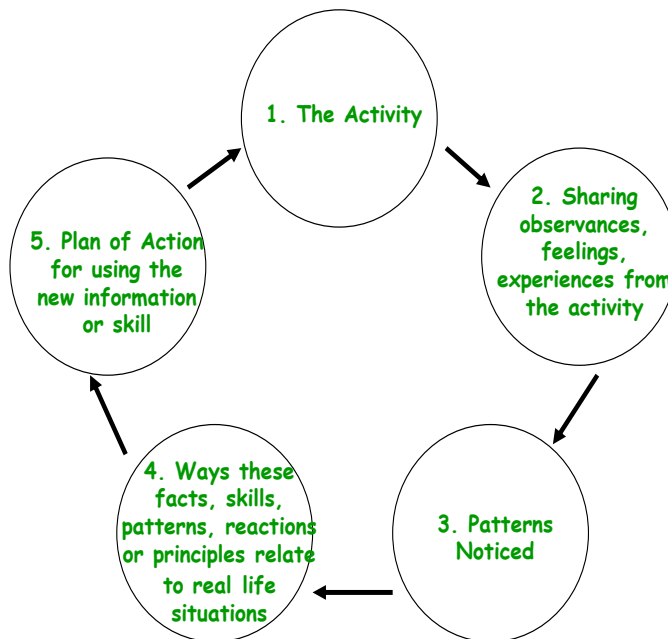 1. The Activity
2. Sharing
observances,
feelings,
experiences from
the activity
3. Patterns
Noticed
4. Ways these
facts, skills,
patterns, reactions
or principles relate
to real life
situations
5. Plan of Action
for using the
new information
or skill